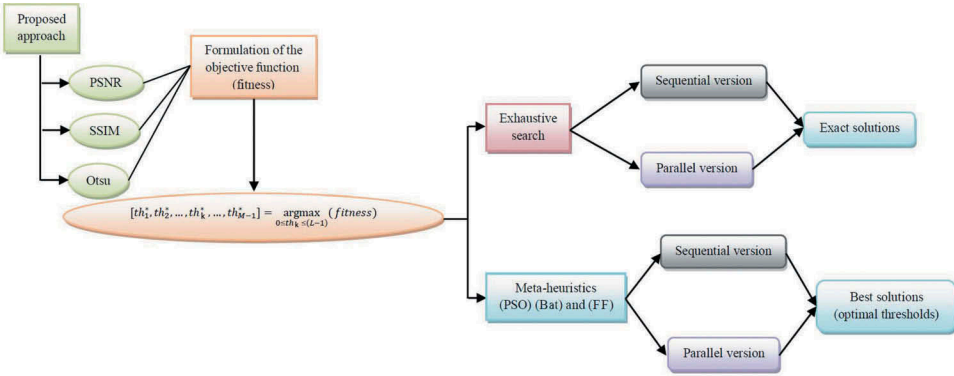 Proposed
approach
PSNR
SSIM
Otsu
Formulation of the
objective function
(fitness)
[th₁*, th₂*, …, thₖ*, …, th*_M−1] = argmax (fitness)
0≤thₖ≤(L−1)
Exhaustive
search
Sequential version
Parallel version
Exact solutions
Meta-heuristics
(PSO) (Bat) and (FF)
Sequential version
Parallel version
Best solutions
(optimal thresholds)